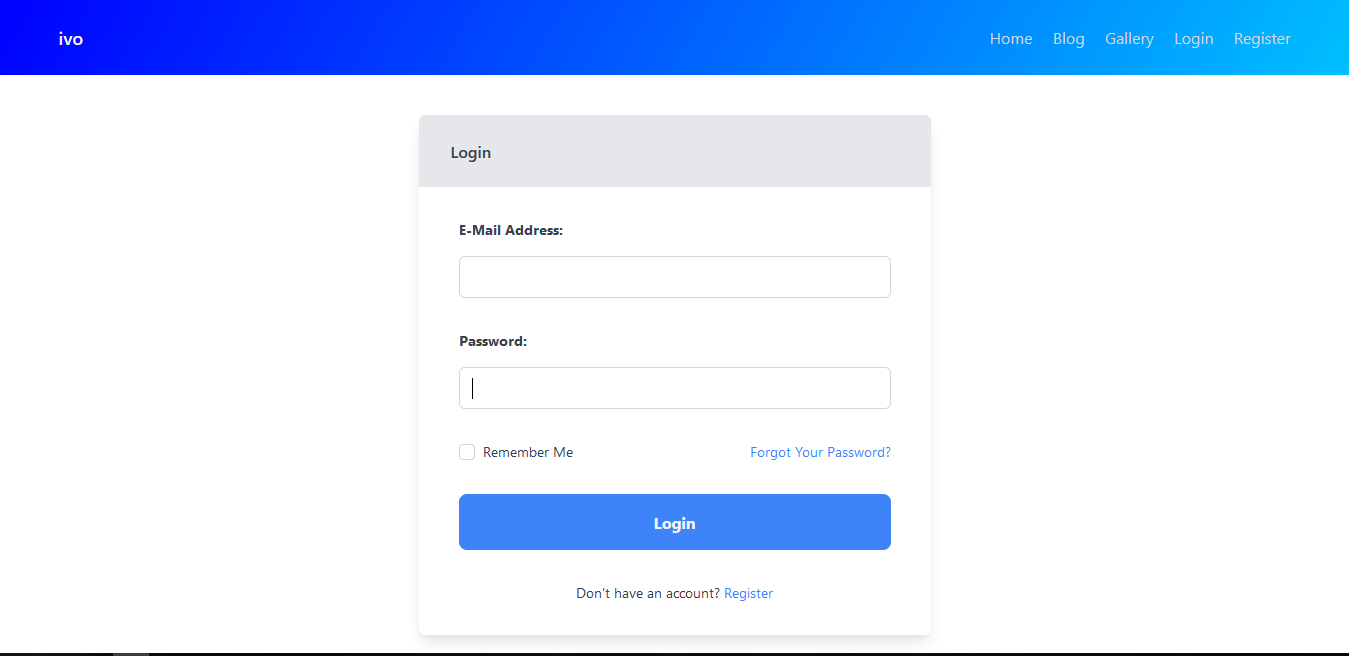 ivo
Home Blog Gallery Login Register
Login
E-Mail Address:
Password:
Remember Me Forgot Your Password?
Login
Don't have an account? Register